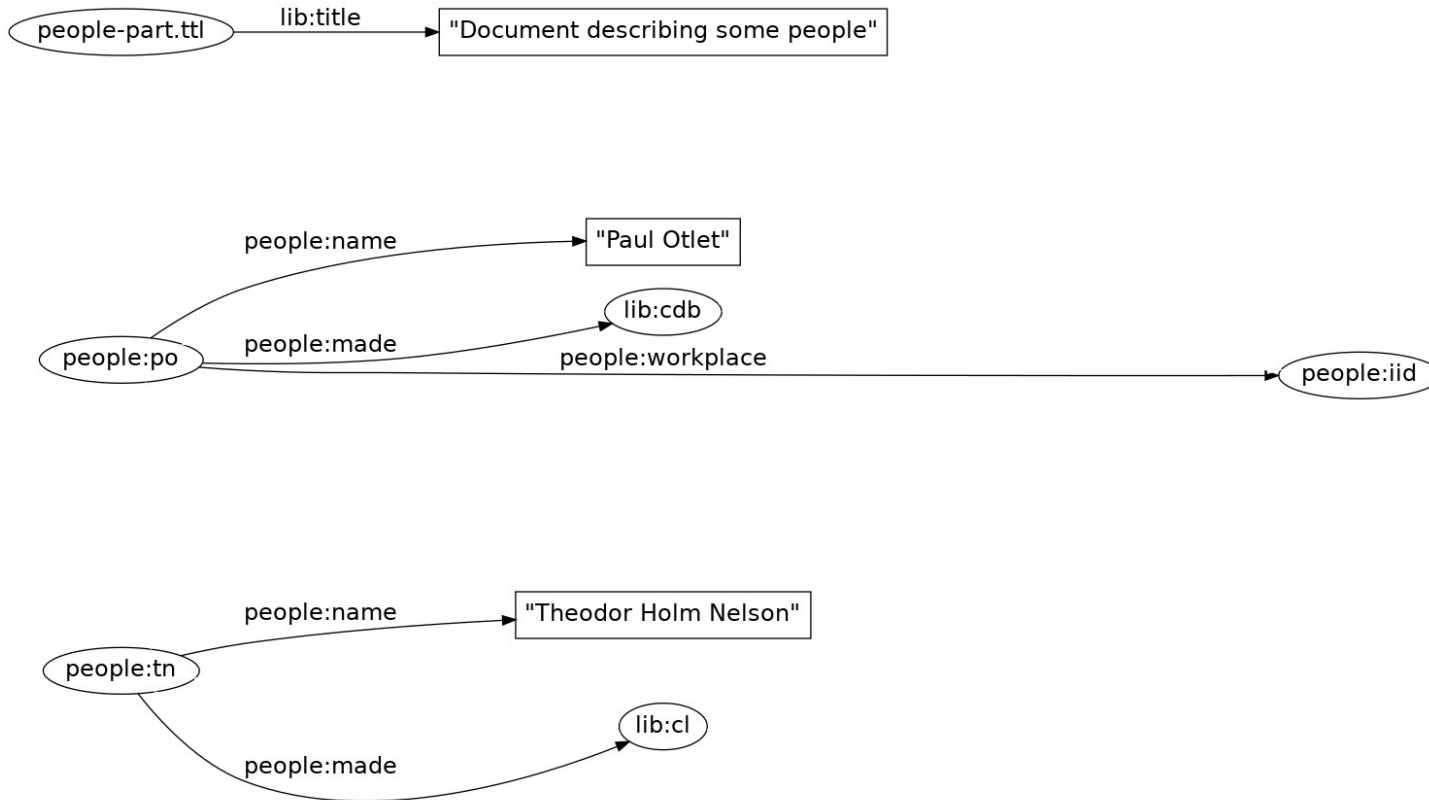 people-part.ttl lib:title "Document describing some people"
people:name "Paul Otlet"
lib:cdb
people:po people:made
people:workplace people:iid
people:name "Theodor Holm Nelson"
people:tn
lib:cl
people:made